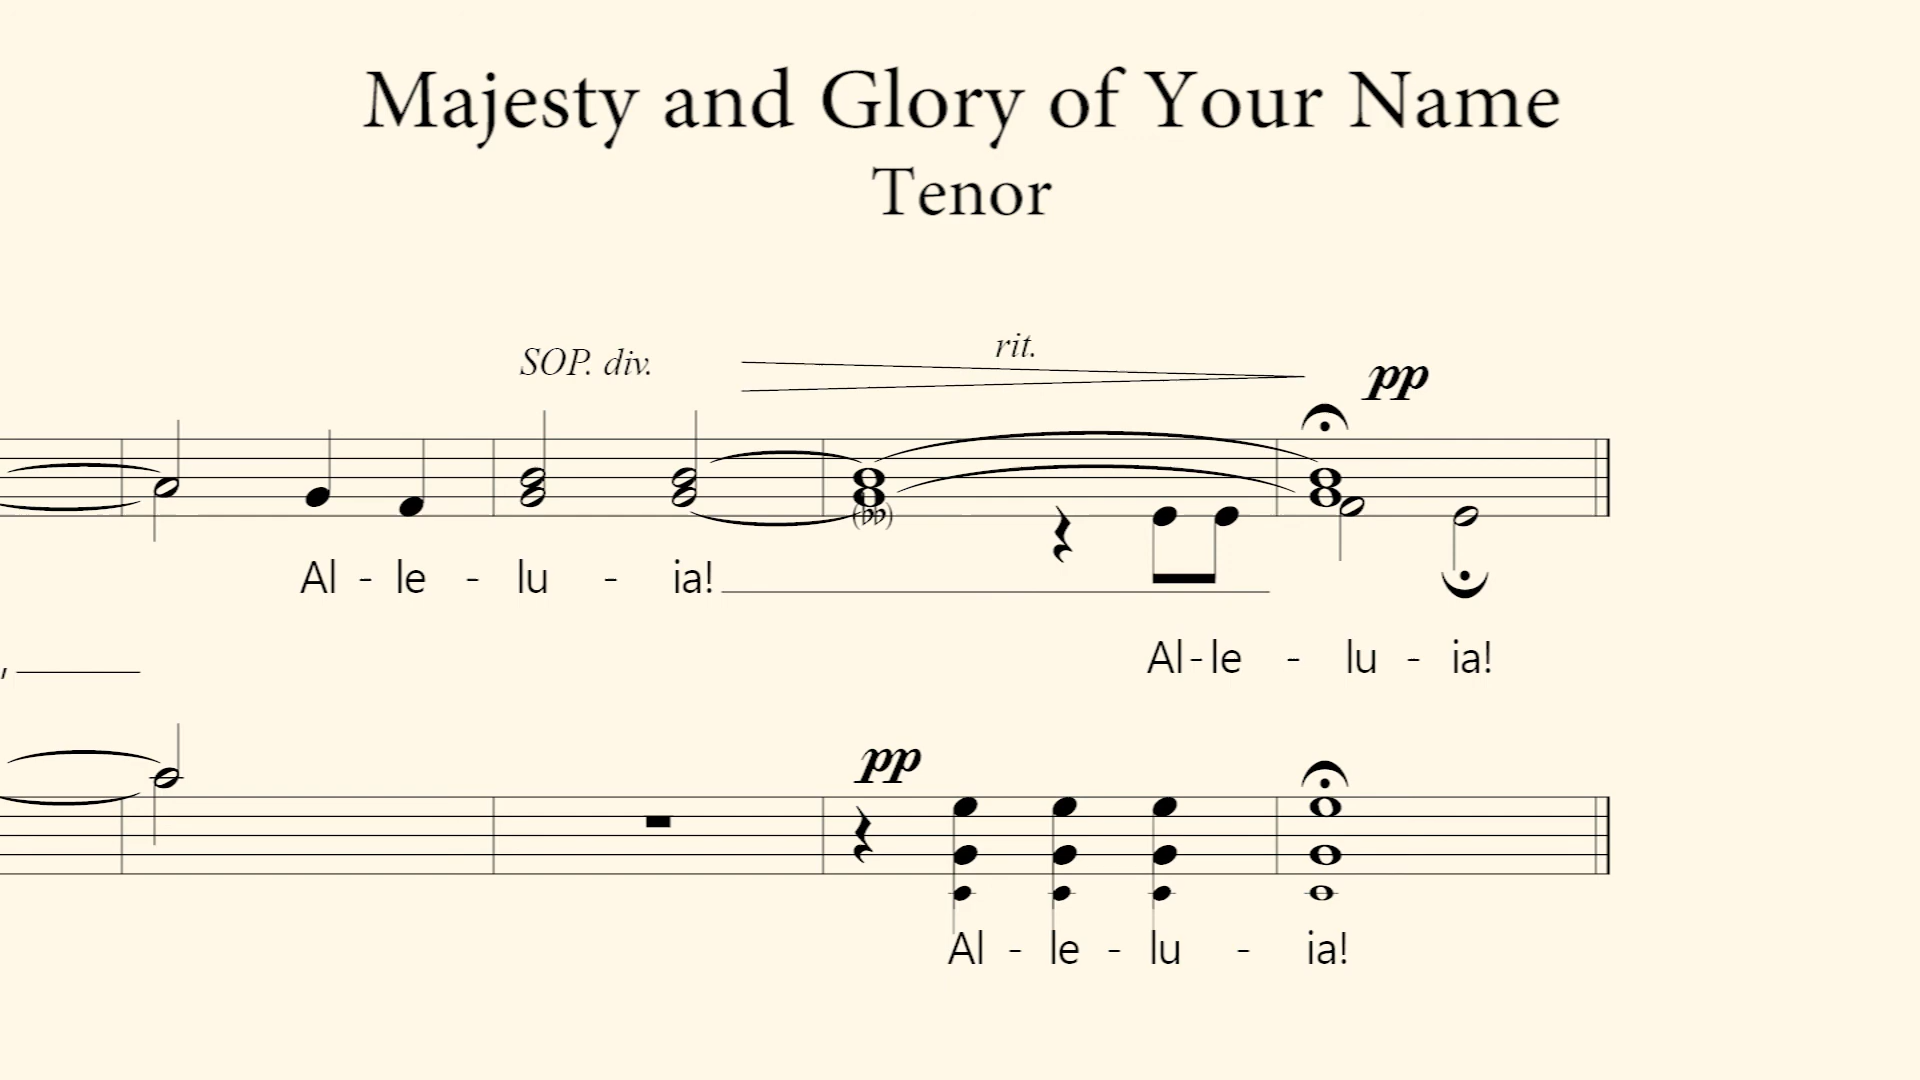 Majesty and Glory of Your Name
Tenor
SOP. div.
rit.
pp
Al - le - lu - ia!
Al - le - lu - ia!
pp
Al - le - lu - ia!